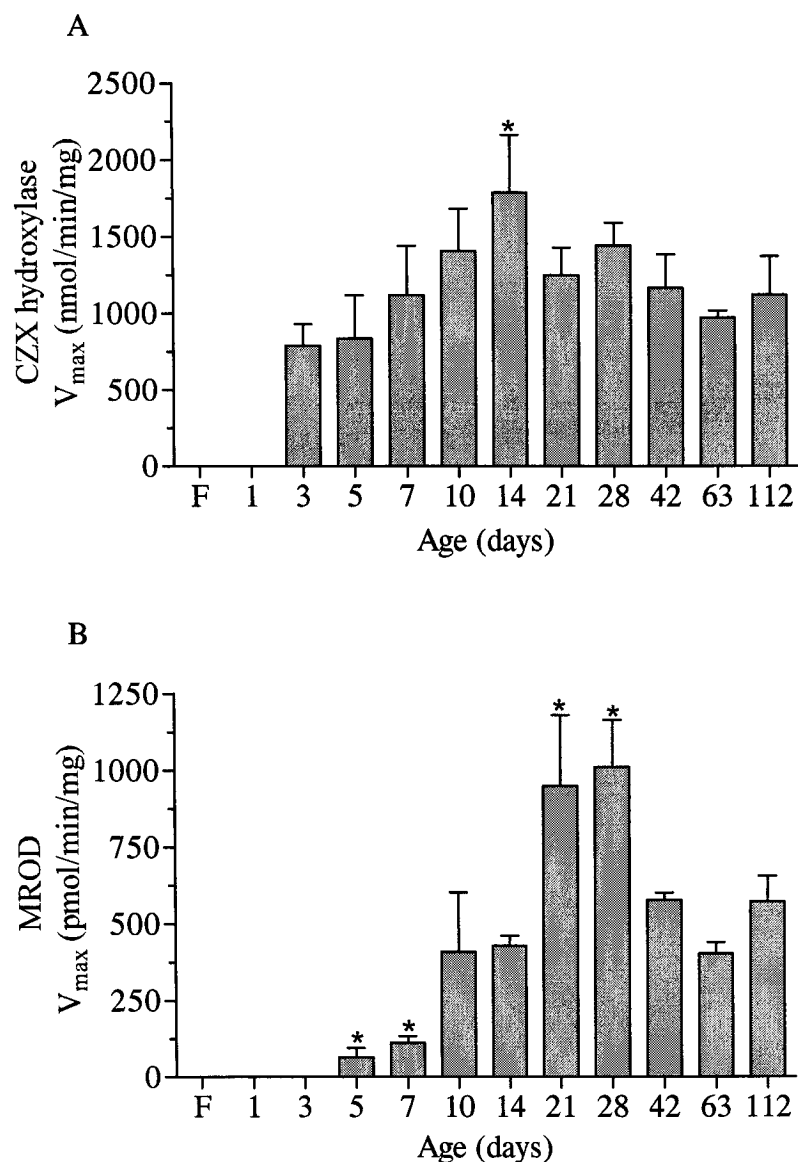 A
CZX hydroxylase
Vmax (nmol/min/mg)
2500
2000
1500
1000
500
0
*
F 1 3 5 7 10 14 21 28 42 63 112
Age (days)
B
MROD
Vmax (pmol/min/mg)
1250
1000
750
500
250
0
* * * *
F 1 3 5 7 10 14 21 28 42 63 112
Age (days)